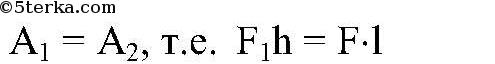 ©5terka.com
A₁ = A₂, т.е. F₁h = F·l